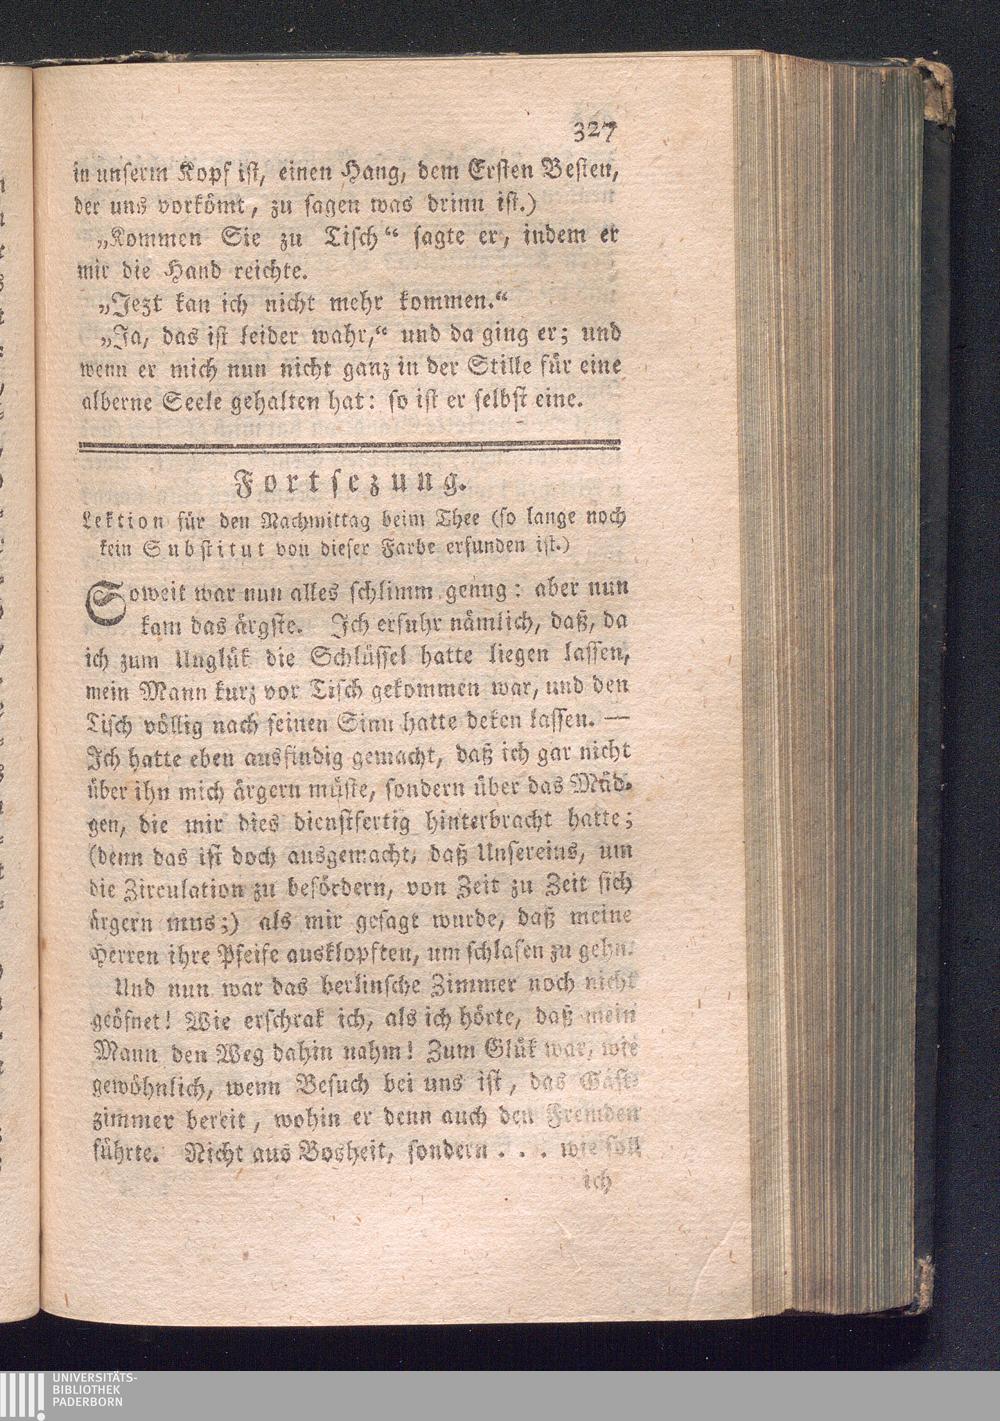 327
in unserm Kopf ist, einen Hang, dem Ersten Besten,
der uns vorkömt, zu sagen was drinn ist.)
„Kommen Sie zu Tisch“ sagte er, indem er
mir die Hand reichte.
„Jezt kan ich nicht mehr kommen.“
„Ja, das ist leider wahr,“ und da ging er; und
wenn er mich nun nicht ganz in der Stille für eine
alberne Seele gehalten hat: so ist er selbst eine.
Fortsezung.
Lektion für den Nachmittag beim Thee (so lange noch
kein Substitut von dieser Farbe erfunden ist.)
Soweit war nun alles schlimm genug: aber nun
kam das ärgste. Ich erfuhr nämlich, daß, da
ich zum Unglük die Schlüssel hatte liegen lassen,
mein Mann kurz vor Tisch gekommen war, und den
Tisch völlig nach seinen Sinn hatte deken lassen. —
Ich hatte eben ausfindig gemacht, daß ich gar nicht
über ihn mich ärgern müste, sondern über das Mäd-
gen, die mir dies dienstfertig hinterbracht hatte;
(denn das ist doch ausgemacht, daß Unsereins, um
die Zirculation zu befördern, von Zeit zu Zeit sich
ärgern mus;) als mir gesagt wurde, daß meine
Herren ihre Pfeife ausklopften, um schlafen zu gehn.
Und nun war das berlinsche Zimmer noch nicht
geöfnet! Wie erschrak ich, als ich hörte, daß mein
Mann den Weg dahin nahm! Zum Glük war, wie
gewöhnlich, wenn Besuch bei uns ist, das Gast-
zimmer bereit, wohin er denn auch den Fremden
führte. Nicht aus Bosheit, sondern . . . wie soll
ich
UNIVERSITÄTS-
BIBLIOTHEK
PADERBORN